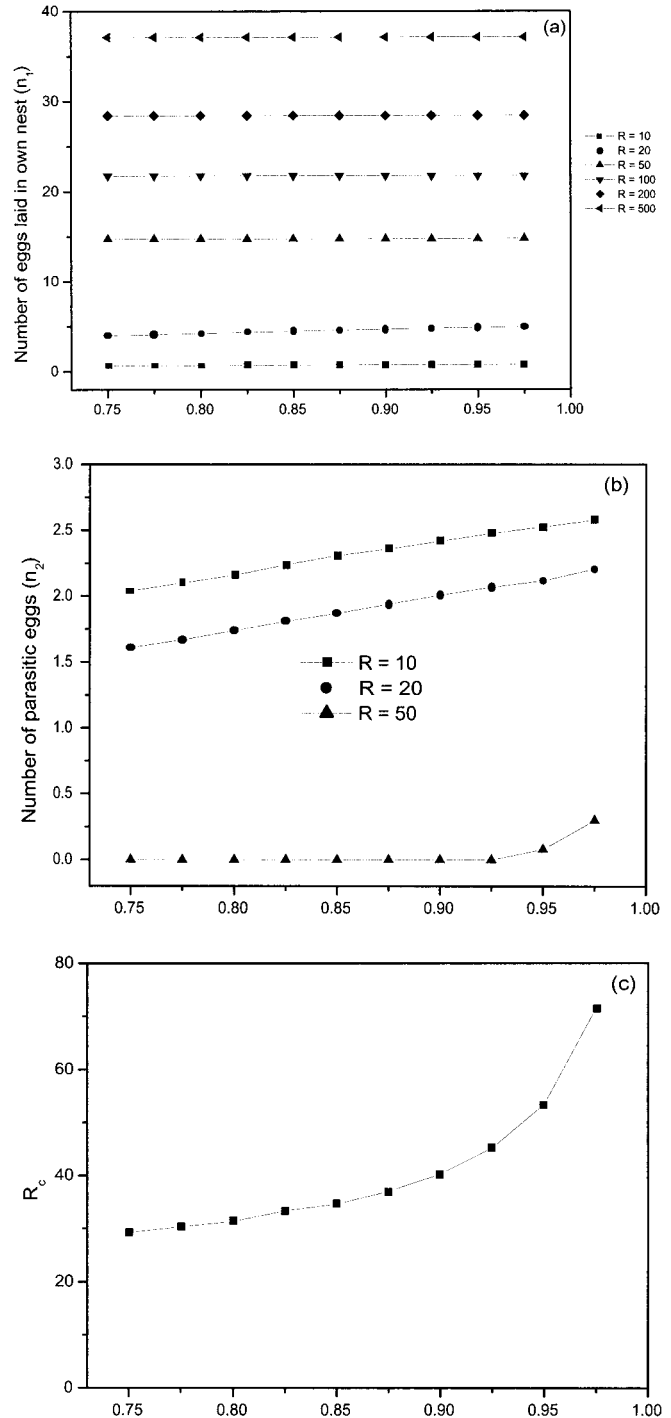 (a)
Number of eggs laid in own nest (n₁)
40
30
20
10
0
0.75 0.80 0.85 0.90 0.95 1.00
R = 10
R = 20
R = 50
R = 100
R = 200
R = 500
(b)
Number of parasitic eggs (n₂)
3.0
2.5
2.0
1.5
1.0
0.5
0.0
R = 10
R = 20
R = 50
0.75 0.80 0.85 0.90 0.95 1.00
(c)
R_c
80
60
40
20
0
0.75 0.80 0.85 0.90 0.95 1.00